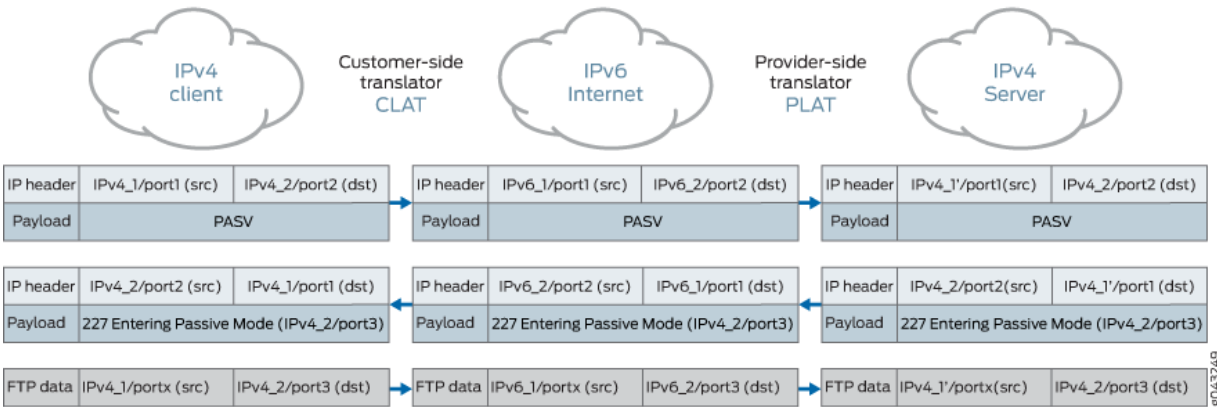 IPv4
client
Customer-side
translator
CLAT
IPv6
Internet
Provider-side
translator
PLAT
IPv4
Server
IP header IPv4_1/port1 (src) IPv4_2/port2 (dst) IP header IPv6_1/port1 (src) IPv6_2/port2 (dst) IP header IPv4_1'/port1(src) IPv4_2/port2 (dst)
Payload PASV Payload PASV Payload PASV
IP header IPv4_2/port2 (src) IPv4_1/port1 (dst) IP header IPv6_2/port2 (src) IPv6_1/port1 (dst) IP header IPv4_2/port2(src) IPv4_1'/port1 (dst)
Payload 227 Entering Passive Mode (IPv4_2/port3) Payload 227 Entering Passive Mode (IPv4_2/port3) Payload 227 Entering Passive Mode (IPv4_2/port3)
FTP data IPv4_1/portx (src) IPv4_2/port3 (dst) FTP data IPv6_1/portx (src) IPv6_2/port3 (dst) FTP data IPv4_1'/portx(src) IPv4_2/port3 (dst)
g043249